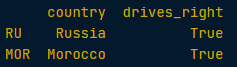 country drives_right
RU Russia True
MOR Morocco True